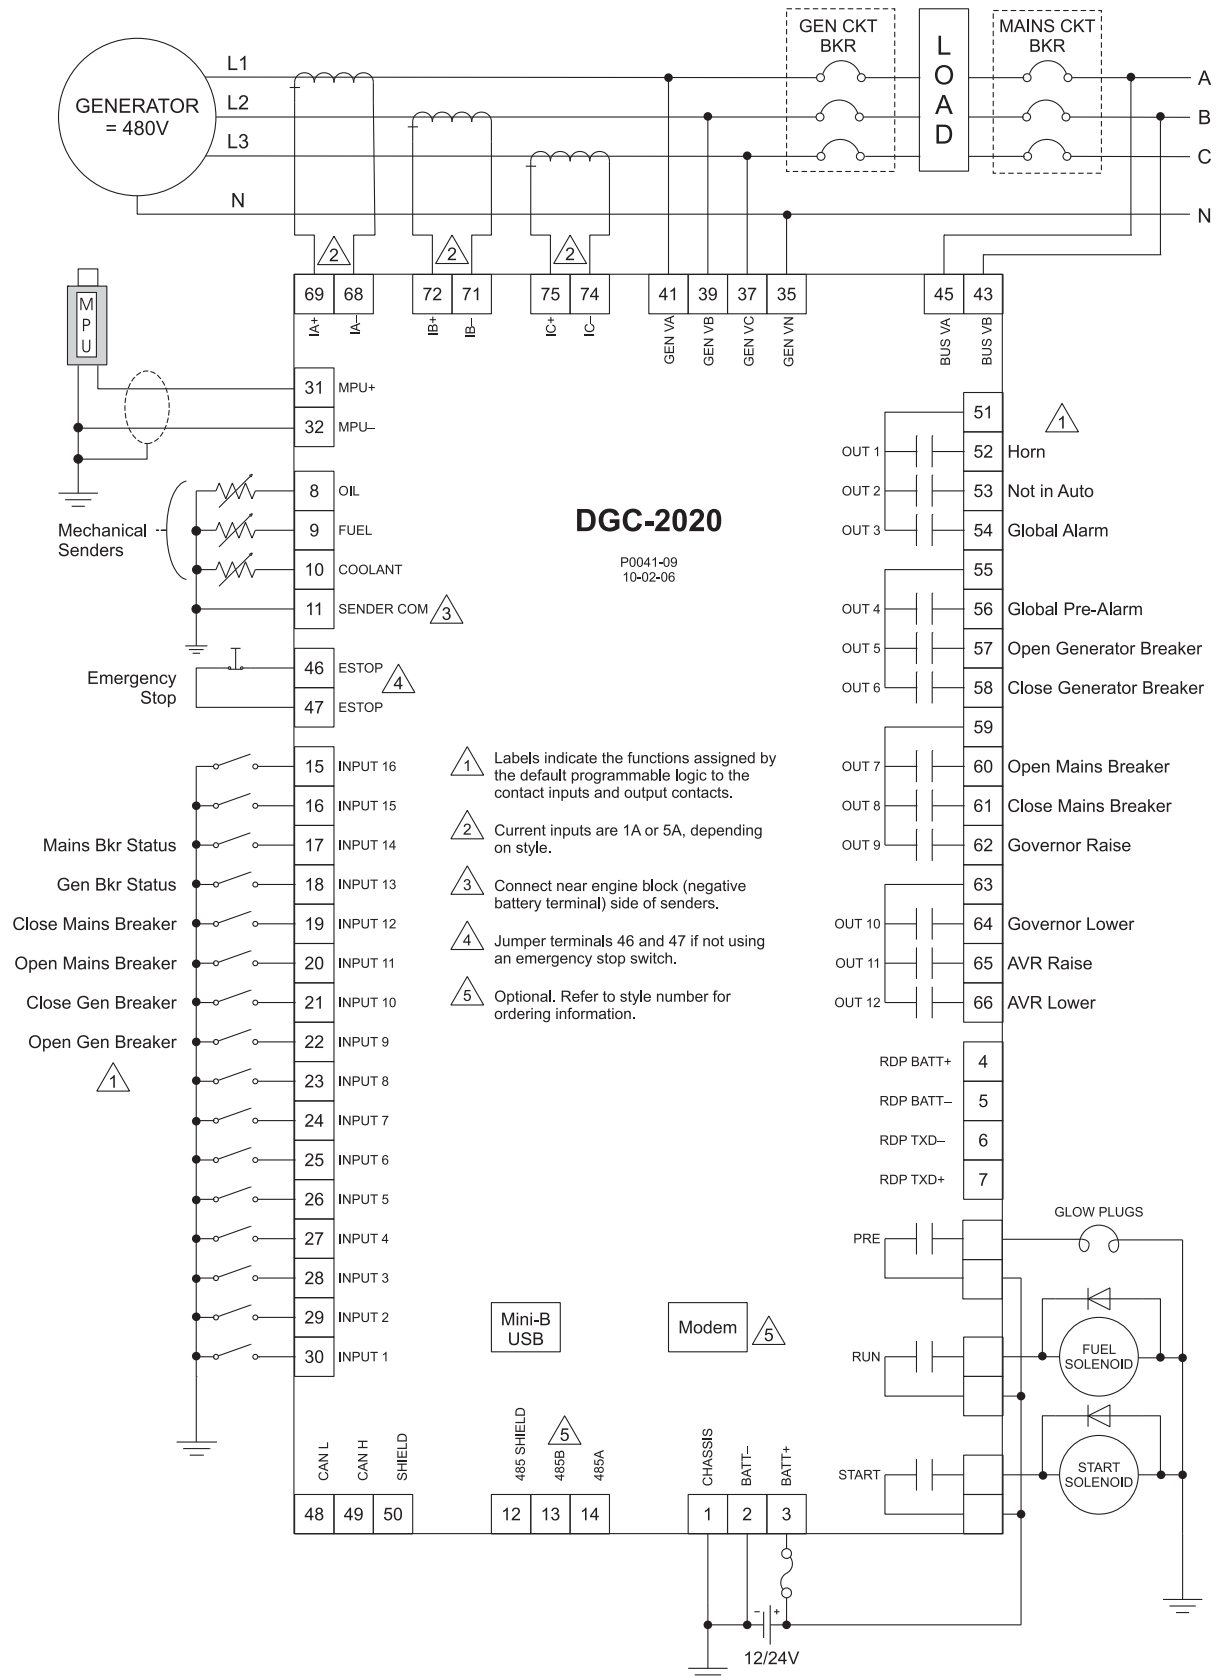 GEN CKT
BKR
LOAD
MAINS CKT
BKR
GENERATOR
= 480V
L1
L2
L3
N
A
B
C
N
2
2
2
69 68 72 71 75 74 41 39 37 35 45 43
IA+ IA– IB+ IB– IC+ IC– GEN VA GEN VB GEN VC GEN VN BUS VA BUS VB
MPU
31 MPU+
32 MPU–
Mechanical
Senders
8 OIL
9 FUEL
10 COOLANT
11 SENDER COM 3
Emergency
Stop
46 ESTOP
4
47 ESTOP
15 INPUT 16
16 INPUT 15
Mains Bkr Status 17 INPUT 14
Gen Bkr Status 18 INPUT 13
Close Mains Breaker 19 INPUT 12
Open Mains Breaker 20 INPUT 11
Close Gen Breaker 21 INPUT 10
Open Gen Breaker 22 INPUT 9
1
23 INPUT 8
24 INPUT 7
25 INPUT 6
26 INPUT 5
27 INPUT 4
28 INPUT 3
29 INPUT 2
30 INPUT 1
DGC-2020
P0041-09
10-02-06
1 Labels indicate the functions assigned by
the default programmable logic to the
contact inputs and output contacts.
2 Current inputs are 1A or 5A, depending
on style.
3 Connect near engine block (negative
battery terminal) side of senders.
4 Jumper terminals 46 and 47 if not using
an emergency stop switch.
5 Optional. Refer to style number for
ordering information.
51
1
OUT 1 52 Horn
OUT 2 53 Not in Auto
OUT 3 54 Global Alarm
55
OUT 4 56 Global Pre-Alarm
OUT 5 57 Open Generator Breaker
OUT 6 58 Close Generator Breaker
59
OUT 7 60 Open Mains Breaker
OUT 8 61 Close Mains Breaker
OUT 9 62 Governor Raise
63
OUT 10 64 Governor Lower
OUT 11 65 AVR Raise
OUT 12 66 AVR Lower
RDP BATT+ 4
RDP BATT– 5
RDP TXD– 6
RDP TXD+ 7
GLOW PLUGS
PRE
Mini-B
USB
Modem
5
RUN
FUEL
SOLENOID
START
START
SOLENOID
CAN L CAN H SHIELD 485 SHIELD 485B 485A CHASSIS BATT– BATT+
5
48 49 50 12 13 14 1 2 3
- +
12/24V